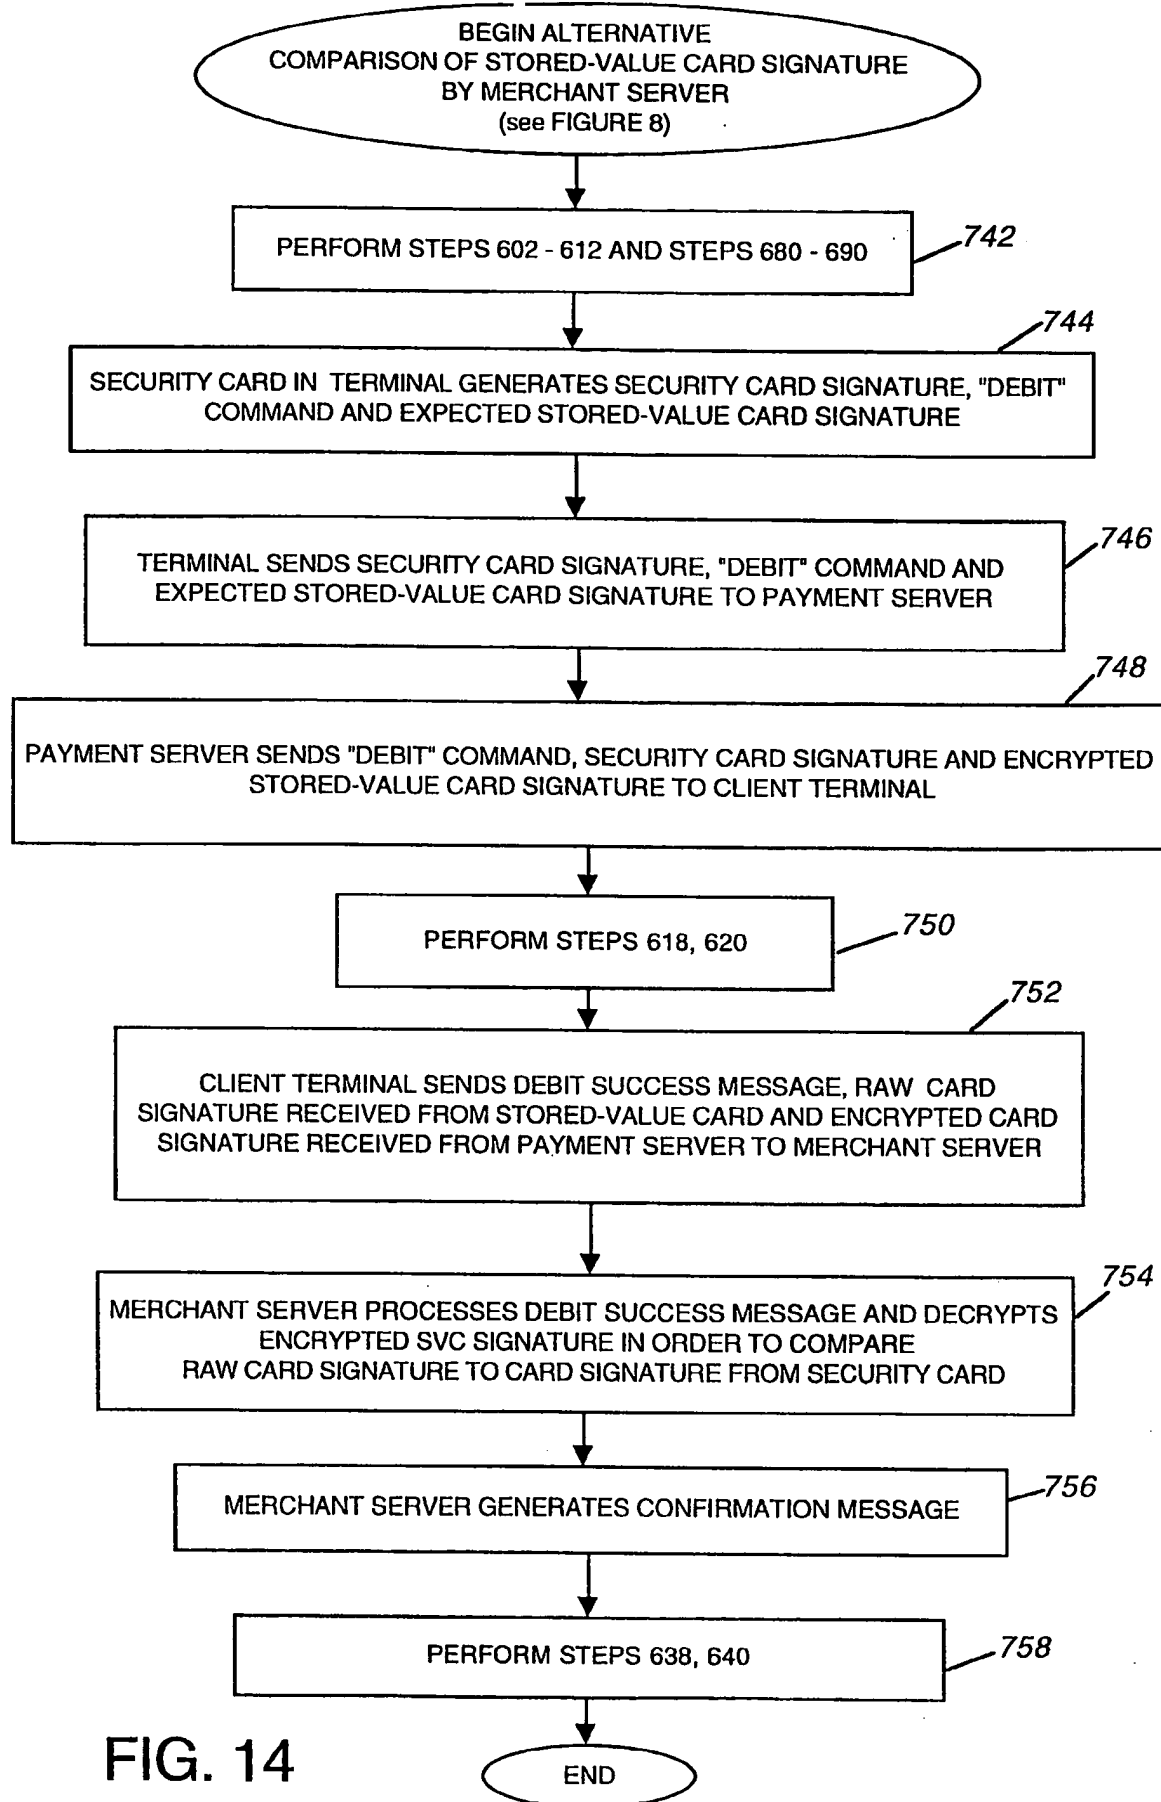 BEGIN ALTERNATIVE
COMPARISON OF STORED-VALUE CARD SIGNATURE
BY MERCHANT SERVER
(see FIGURE 8)
PERFORM STEPS 602 - 612 AND STEPS 680 - 690
742
744
SECURITY CARD IN TERMINAL GENERATES SECURITY CARD SIGNATURE, "DEBIT"
COMMAND AND EXPECTED STORED-VALUE CARD SIGNATURE
746
TERMINAL SENDS SECURITY CARD SIGNATURE, "DEBIT" COMMAND AND
EXPECTED STORED-VALUE CARD SIGNATURE TO PAYMENT SERVER
748
PAYMENT SERVER SENDS "DEBIT" COMMAND, SECURITY CARD SIGNATURE AND ENCRYPTED
STORED-VALUE CARD SIGNATURE TO CLIENT TERMINAL
750
PERFORM STEPS 618, 620
752
CLIENT TERMINAL SENDS DEBIT SUCCESS MESSAGE, RAW CARD
SIGNATURE RECEIVED FROM STORED-VALUE CARD AND ENCRYPTED CARD
SIGNATURE RECEIVED FROM PAYMENT SERVER TO MERCHANT SERVER
754
MERCHANT SERVER PROCESSES DEBIT SUCCESS MESSAGE AND DECRYPTS
ENCRYPTED SVC SIGNATURE IN ORDER TO COMPARE
RAW CARD SIGNATURE TO CARD SIGNATURE FROM SECURITY CARD
756
MERCHANT SERVER GENERATES CONFIRMATION MESSAGE
758
PERFORM STEPS 638, 640
FIG. 14
END